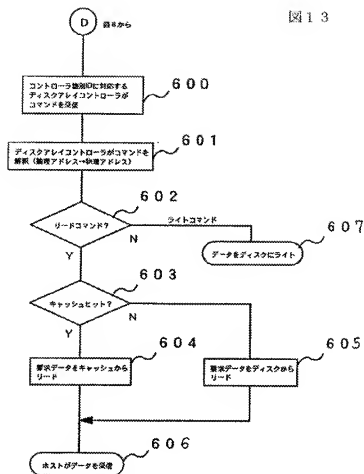 図13
D
図8から
コントローラ識別IDに対応する
ディスクアレイコントローラが
コマンドを受信
600
ディスクアレイコントローラがコマンドを
解釈(論理アドレス→物理アドレス)
601
リードコマンド?
602
N
ライトコマンド
607
データをディスクにライト
Y
603
キャッシュヒット?
N
Y
要求データをキャッシュから
リード
604
要求データをディスクから
リード
605
ホストがデータを受信
606